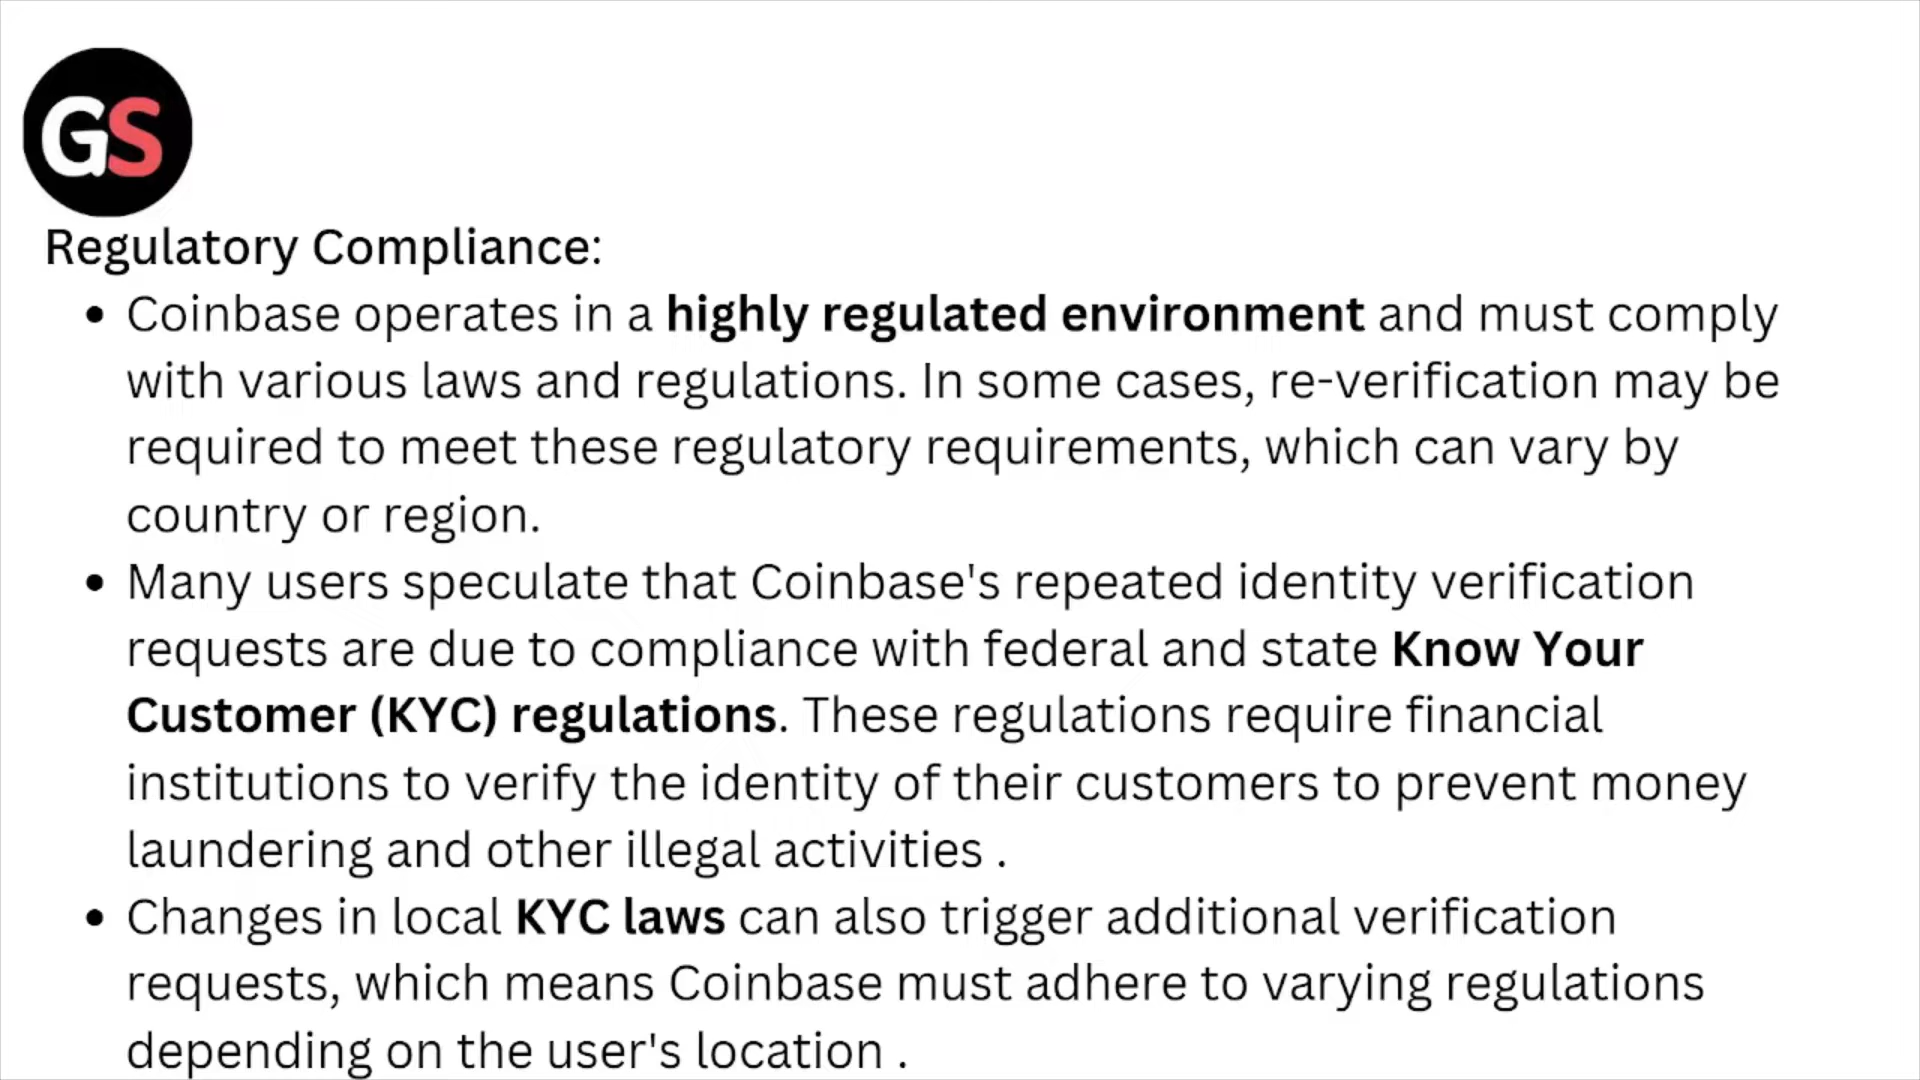 GS
Regulatory Compliance:
• Coinbase operates in a highly regulated environment and must comply
with various laws and regulations. In some cases, re-verification may be
required to meet these regulatory requirements, which can vary by
country or region.
• Many users speculate that Coinbase's repeated identity verification
requests are due to compliance with federal and state Know Your
Customer (KYC) regulations. These regulations require financial
institutions to verify the identity of their customers to prevent money
laundering and other illegal activities .
• Changes in local KYC laws can also trigger additional verification
requests, which means Coinbase must adhere to varying regulations
depending on the user's location .